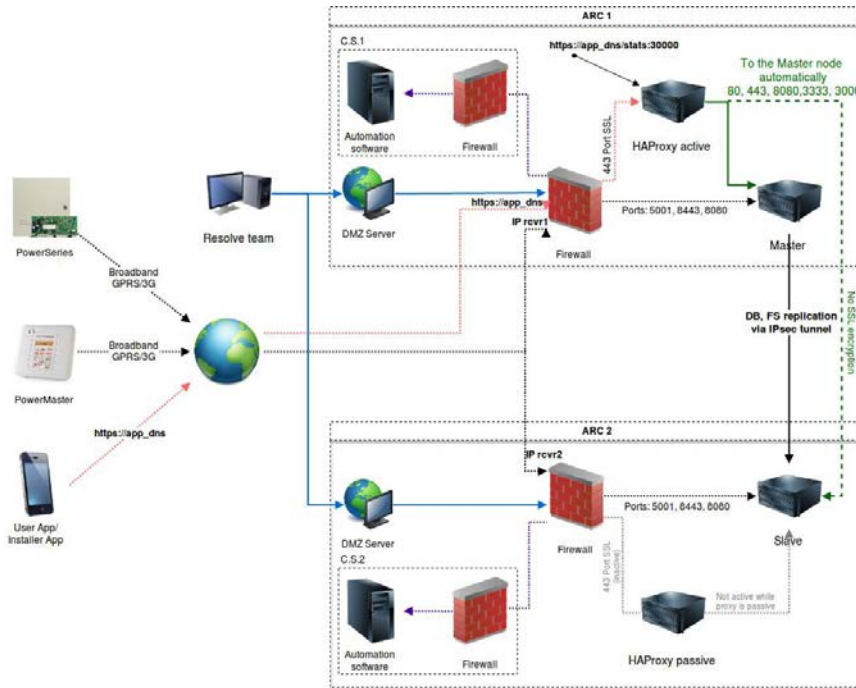 ARC 1
C.S.1
https://app_dns/stats:30000
To the Master node
automatically
80, 443, 8080,3333, 3000
Automation
software
Firewall
443 Port SSL
HAProxy active
PowerSeries
Resolve team
DMZ Server
https://app_dns
IP rcvr1
Firewall
Ports: 5001, 8443, 8080
Master
Broadband
GPRS/3G
Broadband
GPRS/3G
PowerMaster
DB, FS replication
via IPsec tunnel
No SSL encryption
https://app_dns
User App/
Installer App
ARC 2
IP rcvr2
DMZ Server
Firewall
Ports: 5001, 8443, 8080
Slave
C.S.2
443 Port SSL
(inactive)
Automation
software
Firewall
Not active while
proxy is passive
HAProxy passive